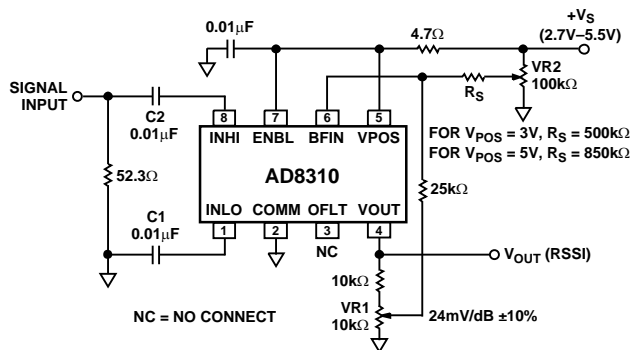 +VS
(2.7V–5.5V)
0.01μF
4.7Ω
VR2
100kΩ
SIGNAL
INPUT
C2
0.01μF
RS
8
7
6
5
INHI
ENBL
BFIN
VPOS
FOR VPOS = 3V, RS = 500kΩ
FOR VPOS = 5V, RS = 850kΩ
52.3Ω
AD8310
25kΩ
C1
0.01μF
INLO
COMM
OFLT
VOUT
1
2
3
4
NC
VOUT (RSSI)
10kΩ
VR1
10kΩ
24mV/dB ±10%
NC = NO CONNECT